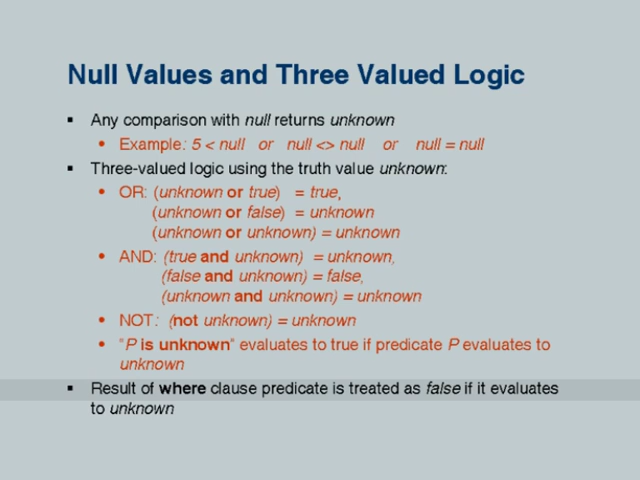 Null Values and Three Valued Logic
▪ Any comparison with null returns unknown
• Example: 5 < null or null <> null or null = null
▪ Three-valued logic using the truth value unknown:
• OR: (unknown or true) = true,
(unknown or false) = unknown
(unknown or unknown) = unknown
• AND: (true and unknown) = unknown,
(false and unknown) = false,
(unknown and unknown) = unknown
• NOT: (not unknown) = unknown
• "P is unknown" evaluates to true if predicate P evaluates to
unknown
▪ Result of where clause predicate is treated as false if it evaluates
to unknown